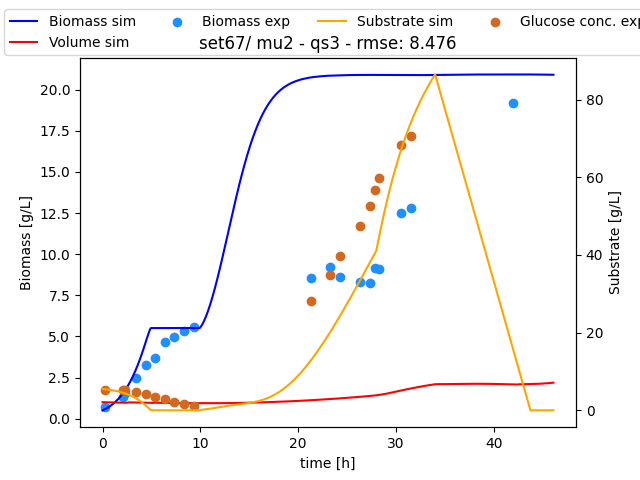 Biomass sim
Biomass exp
Substrate sim
Glucose conc. exp
Volume sim
set67/ mu2 - qs3 - rmse: 8.476
20.0
17.5
15.0
12.5
10.0
7.5
5.0
2.5
0.0
Biomass [g/L]
80
60
40
20
0
Substrate [g/L]
0
10
20
30
40
time [h]